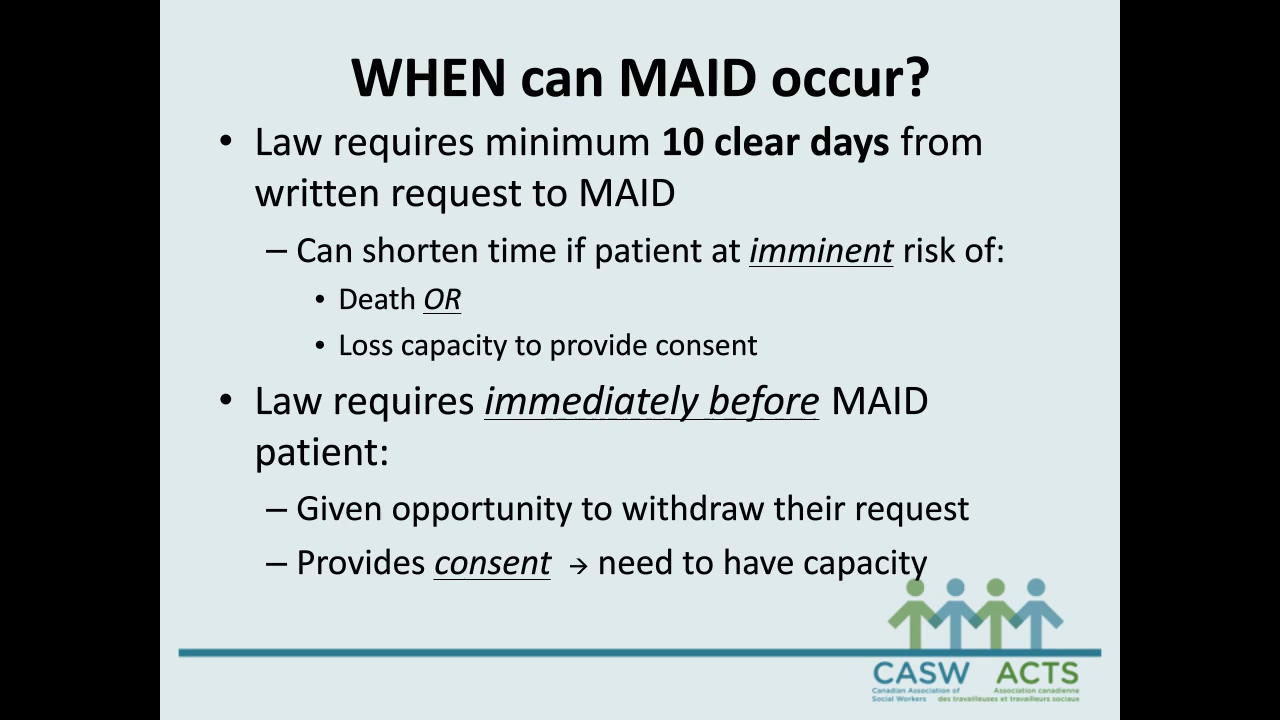 WHEN can MAID occur?
• Law requires minimum 10 clear days from
written request to MAID
– Can shorten time if patient at imminent risk of:
• Death OR
• Loss capacity to provide consent
• Law requires immediately before MAID
patient:
– Given opportunity to withdraw their request
– Provides consent → need to have capacity
CASW ACTS
Canadian Association of Association canadienne
Social Workers des travailleuses et travailleurs sociaux